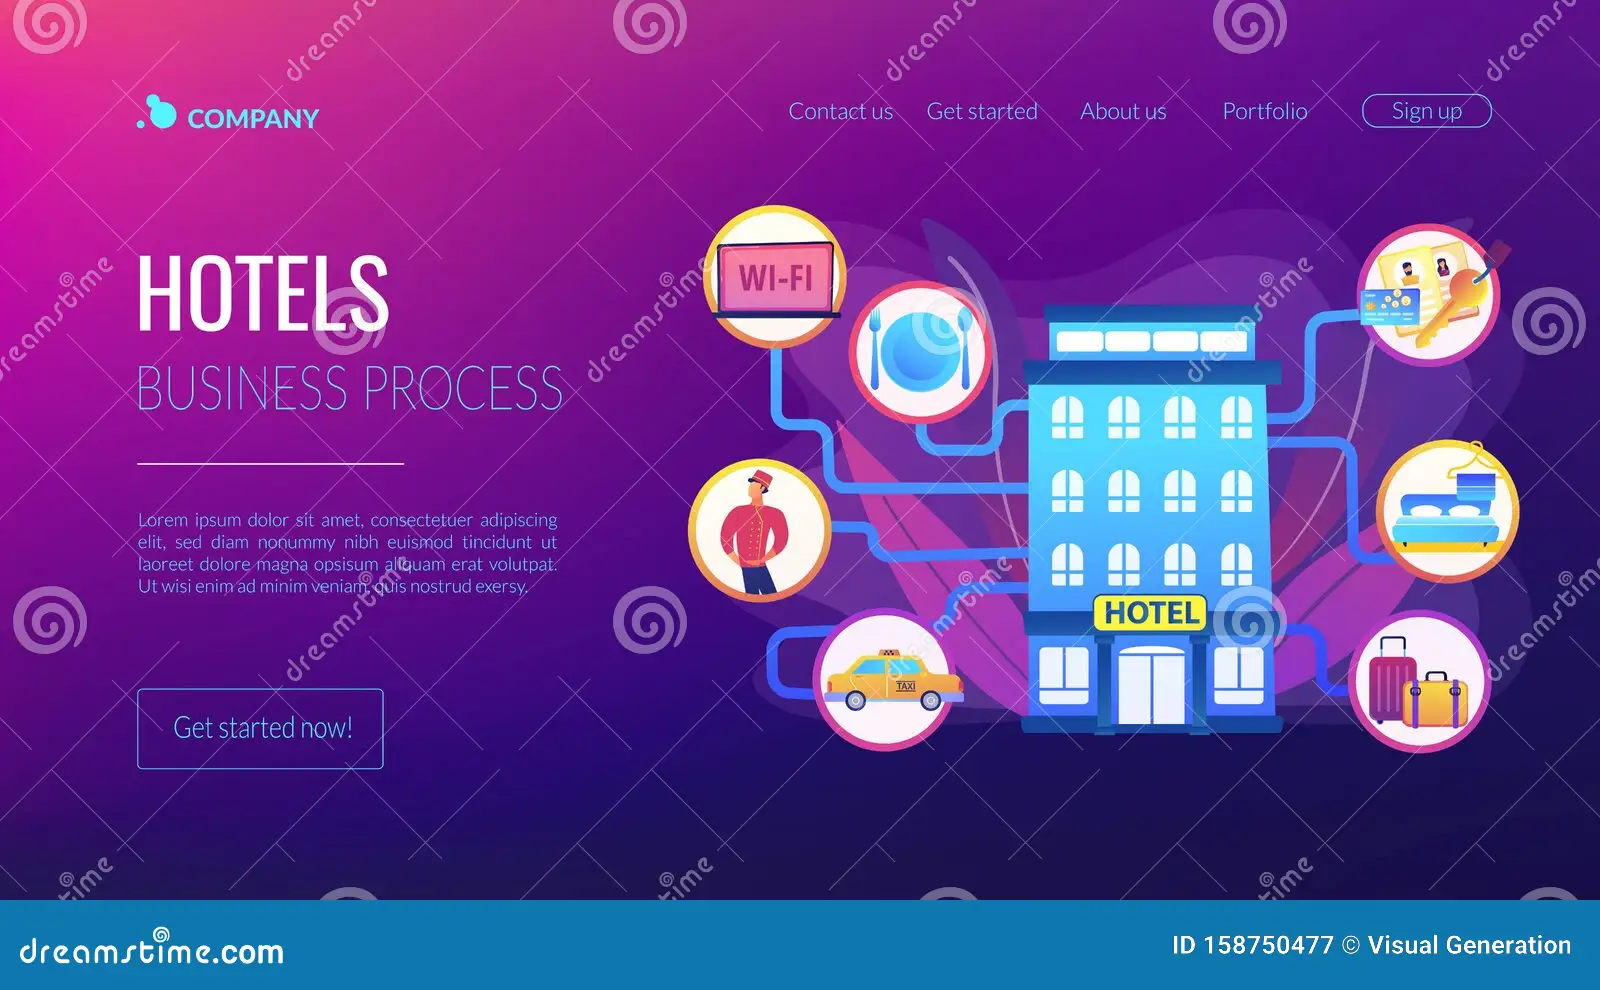 COMPANY
Contact us
Get started
About us
Portfolio
Sign up
HOTELS
BUSINESS PROCESS
Lorem ipsum dolor sit amet, consectetuer adipiscing
elit, sed diam nonummy nibh euismod tincidunt ut
laoreet dolore magna opsisum aliquam erat volutpat.
Ut wisi enim ad minim veniam, quis nostrud exersy.
Get started now!
WI-FI
HOTEL
TAXI
dreamstime
dreamstime.com
ID 158750477 © Visual Generation